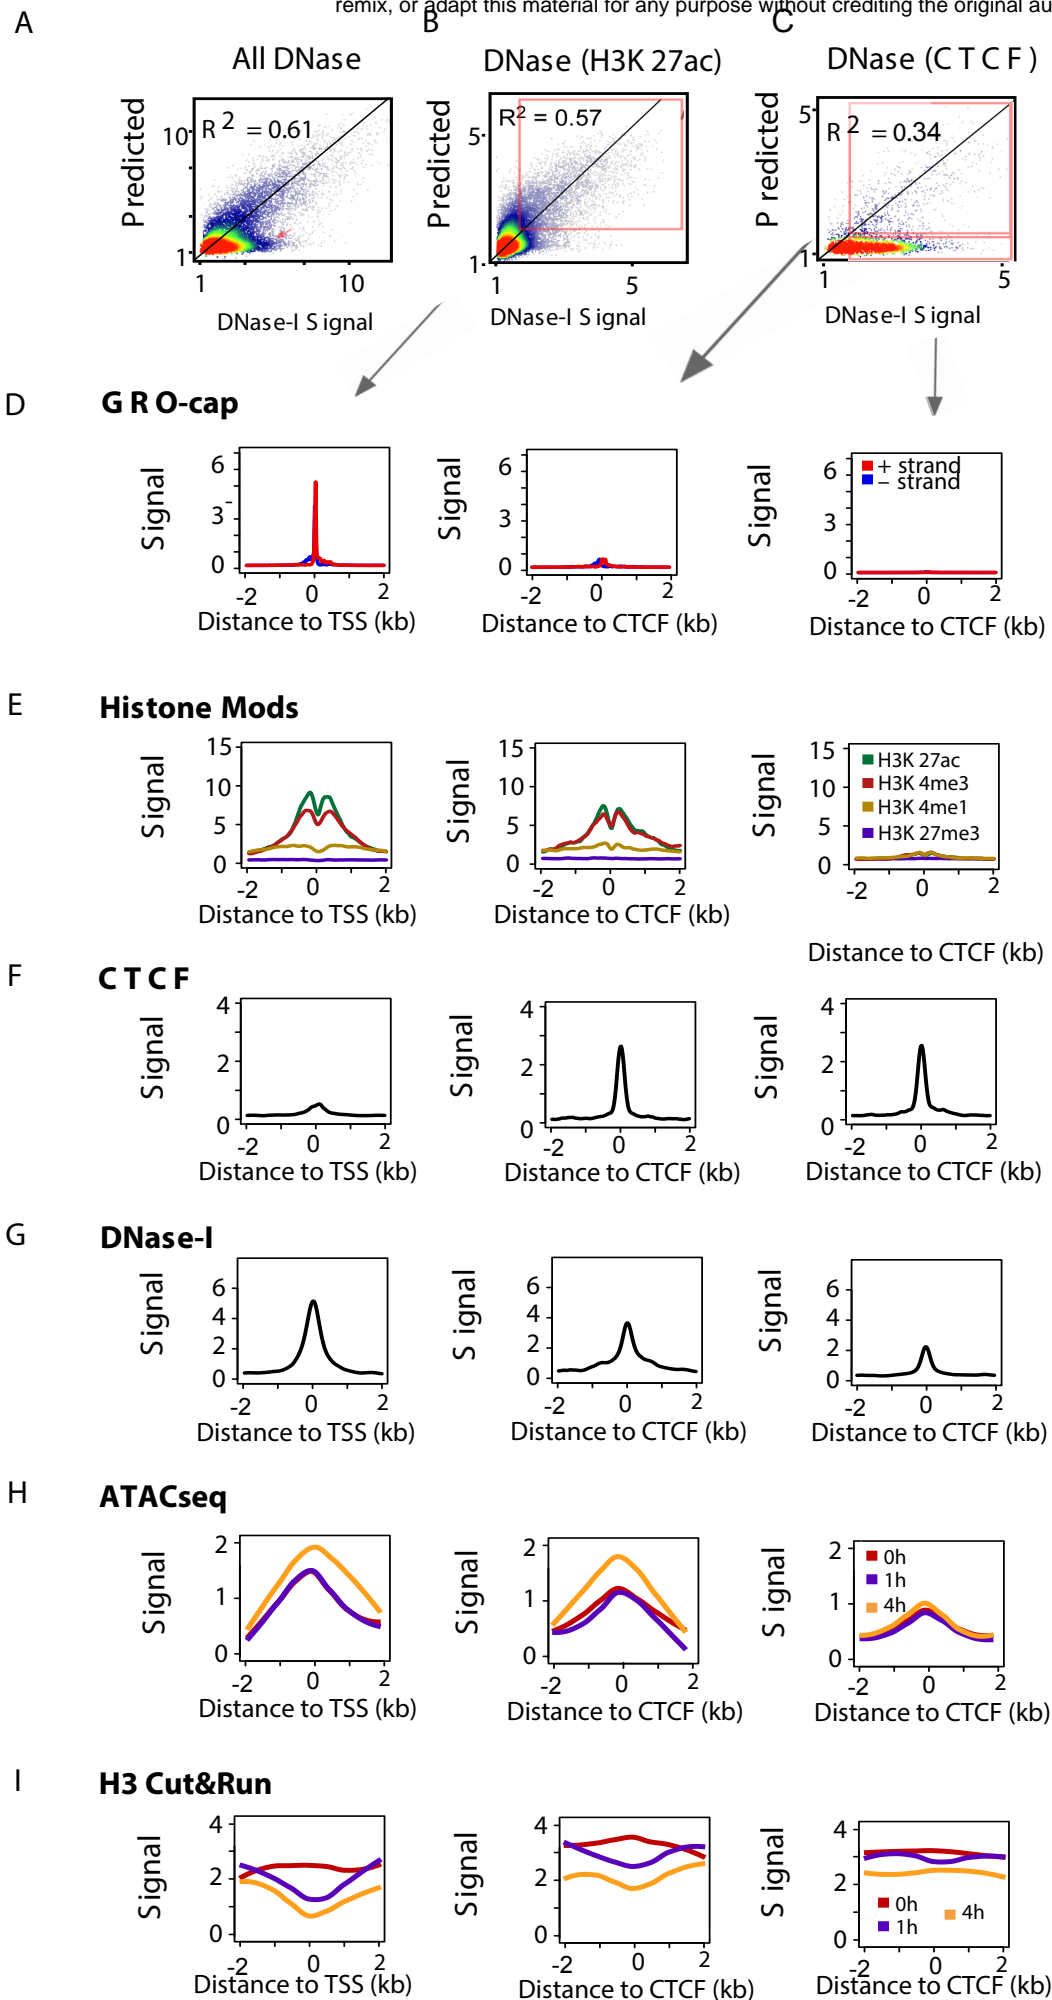 remix, or adapt this material for any purpose without crediting the original au
A
B
C
All DNase
DNase (H3K 27ac)
DNase (C T C F )
Predicted
10
1
R 2 = 0.61
1
10
DNase-I S ignal
Predicted
5
1
R2 = 0.57
1
5
DNase-I S ignal
P redicted
5
1
R 2 = 0.34
1
5
DNase-I S ignal
D
G R O-cap
Signal
6
3
0
-2
0
2
Distance to TSS (kb)
Signal
6
3
0
-2
0
2
Distance to CTCF (kb)
Signal
6
3
0
+ strand
− strand
-2
0
2
Distance to CTCF (kb)
E
Histone Mods
Signal
15
10
5
0
-2
0
2
Distance to TSS (kb)
Signal
15
10
5
0
-2
0
2
Distance to CTCF (kb)
Signal
15
10
5
0
H3K 27ac
H3K 4me3
H3K 4me1
H3K 27me3
-2
0
2
Distance to CTCF (kb)
F
C T C F
Signal
4
2
0
-2
0
2
Distance to TSS (kb)
Signal
4
2
0
-2
0
2
Distance to CTCF (kb)
Signal
4
2
0
-2
0
2
Distance to CTCF (kb)
G
DNase-I
Signal
6
4
2
0
-2
0
2
Distance to TSS (kb)
S ignal
6
4
2
0
-2
0
2
Distance to CTCF (kb)
Signal
6
4
2
0
-2
0
2
Distance to CTCF (kb)
H
ATACseq
Signal
2
1
0
-2
0
2
Distance to TSS (kb)
Signal
2
1
0
-2
0
2
Distance to CTCF (kb)
S ignal
2
1
0
0h
1h
4h
-2
0
2
Distance to CTCF (kb)
I
H3 Cut&Run
Signal
4
2
0
-2
0
2
Distance to TSS (kb)
Signal
4
2
0
-2
0
2
Distance to CTCF (kb)
S ignal
4
2
0
0h
1h
4h
-2
0
2
Distance to CTCF (kb)